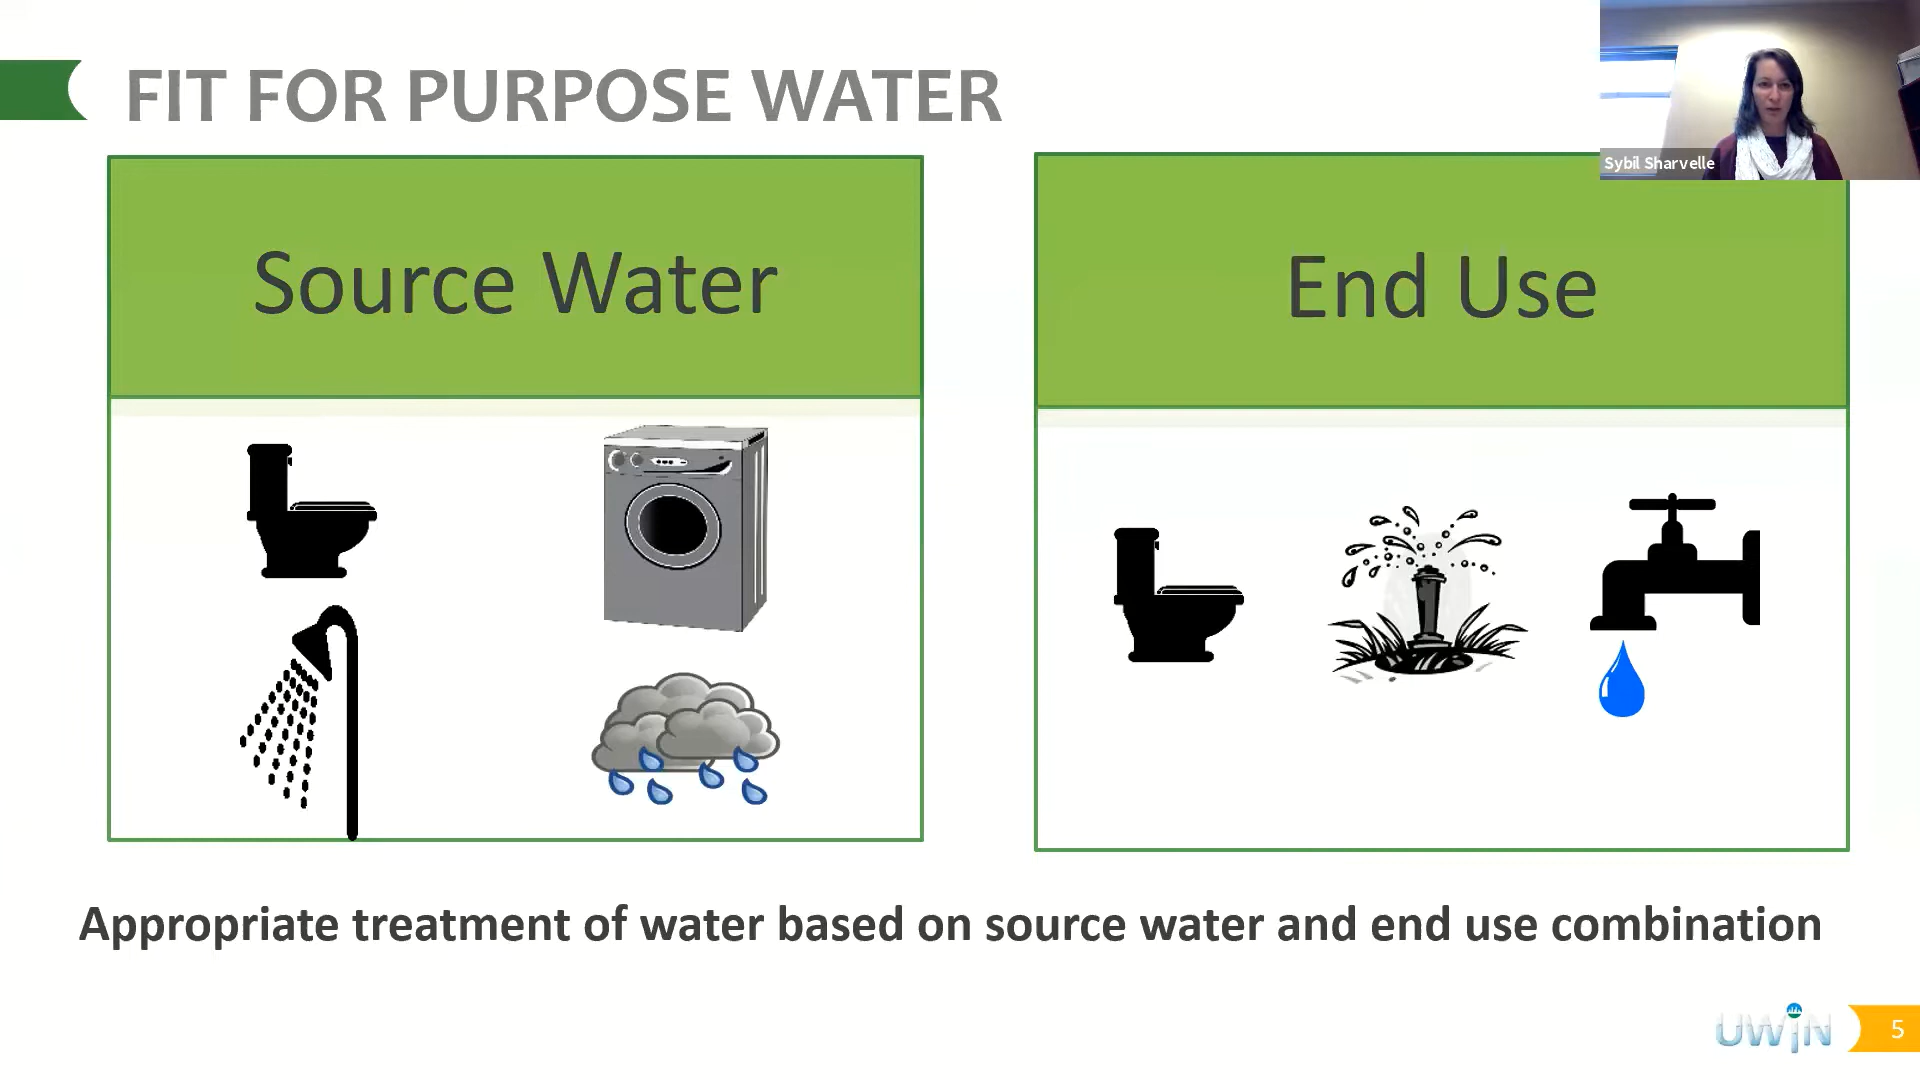 FIT FOR PURPOSE WATER
Sybil Sharvelle
Source Water
End Use
Appropriate treatment of water based on source water and end use combination
UWiN
5